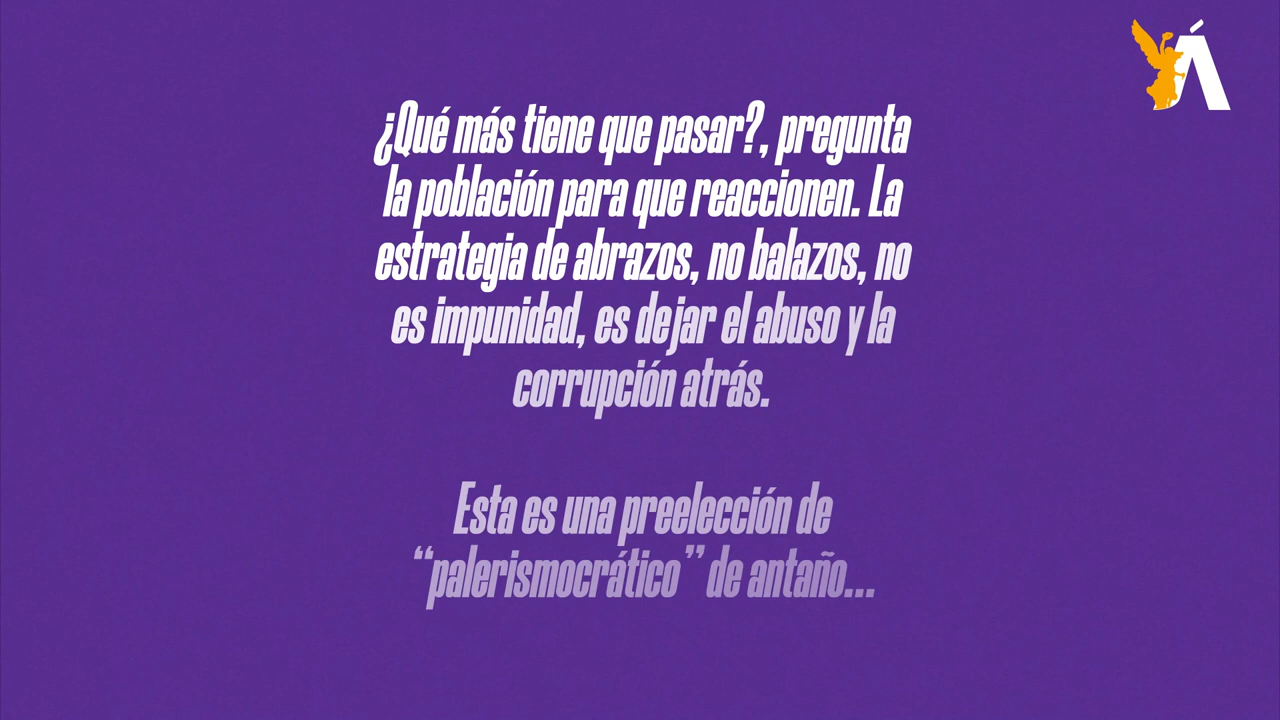 Á
¿Qué más tiene que pasar?, pregunta
la población para que reaccionen. La
estrategia de abrazos, no balazos, no
es impunidad, es dejar el abuso y la
corrupción atrás.
Esta es una preelección de
“palerismocrático” de antaño...